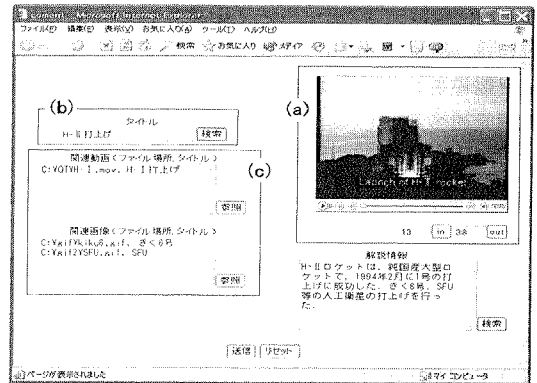 Microsoft Internet Explorer
ファイル(F) 編集(E) 表示(V) お気に入り(A) ツール(T) ヘルプ(H)
検索 お気に入り メディア
(b)
タイトル
H-Ⅱ打上げ 検索
(c)
関連動画(ファイル場所, タイトル)
打上げ
参照
関連画像(ファイル場所, タイトル)
C:¥gif¥kiku6.gif, きく6号
C:¥gif2¥SFU.gif, SFU
参照
(a)
Launch of H-Ⅱ rocket
13 in 38 out
解説情報
H-Ⅱロケットは, 純国産大型ロ
ケットで, 1994年2月に1号の打
上げに成功した. きく6号, SFU
等の人工衛星の打上げを行っ
た.
検索
送信 リセット
ページが表示されました
マイ コンピュータ